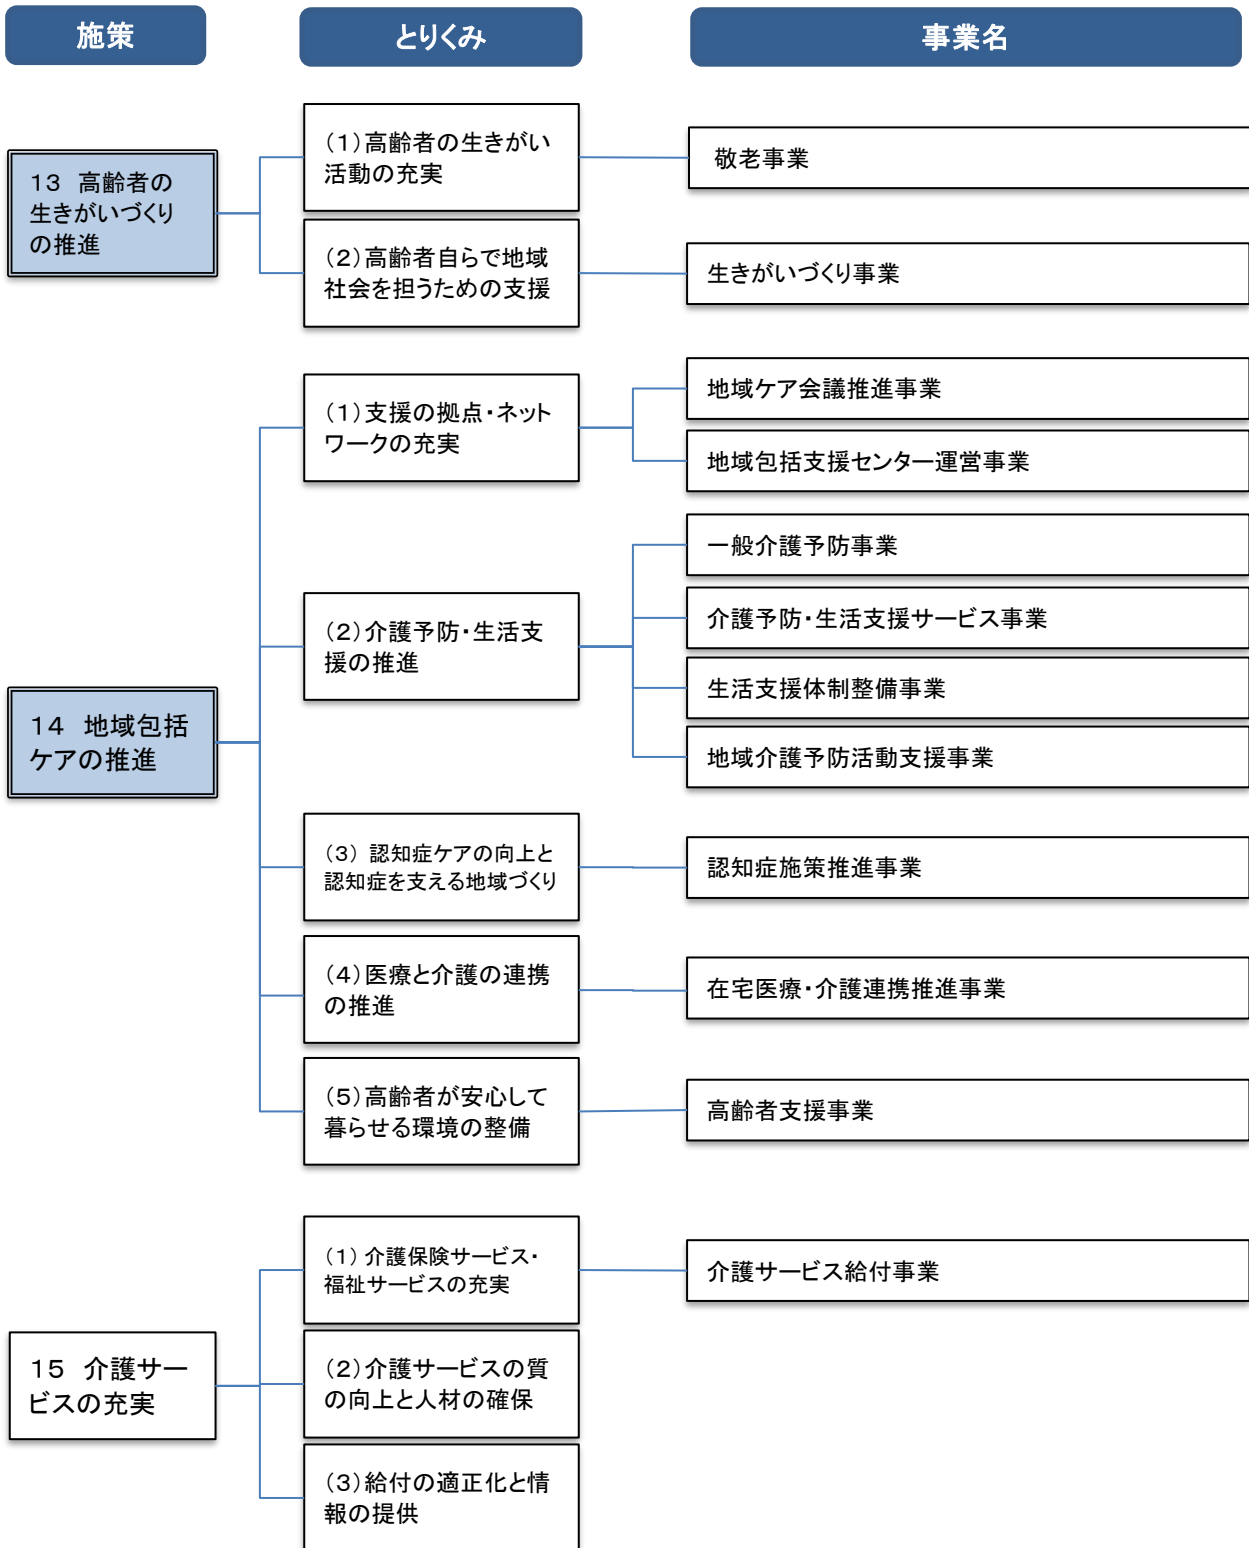 施策
とりくみ
事業名
13　高齢者の
生きがいづくり
の推進
（1）高齢者の生きがい
活動の充実
敬老事業
（2）高齢者自らで地域
社会を担うための支援
生きがいづくり事業
14　地域包括
ケアの推進
（1）支援の拠点・ネット
ワークの充実
地域ケア会議推進事業
地域包括支援センター運営事業
（2）介護予防・生活支
援の推進
一般介護予防事業
介護予防・生活支援サービス事業
生活支援体制整備事業
地域介護予防活動支援事業
（3） 認知症ケアの向上と
認知症を支える地域づくり
認知症施策推進事業
（4）医療と介護の連携
の推進
在宅医療・介護連携推進事業
（5）高齢者が安心して
暮らせる環境の整備
高齢者支援事業
15　介護サー
ビスの充実
（1） 介護保険サービス・
福祉サービスの充実
介護サービス給付事業
（2）介護サービスの質
の向上と人材の確保
（3）給付の適正化と情
報の提供